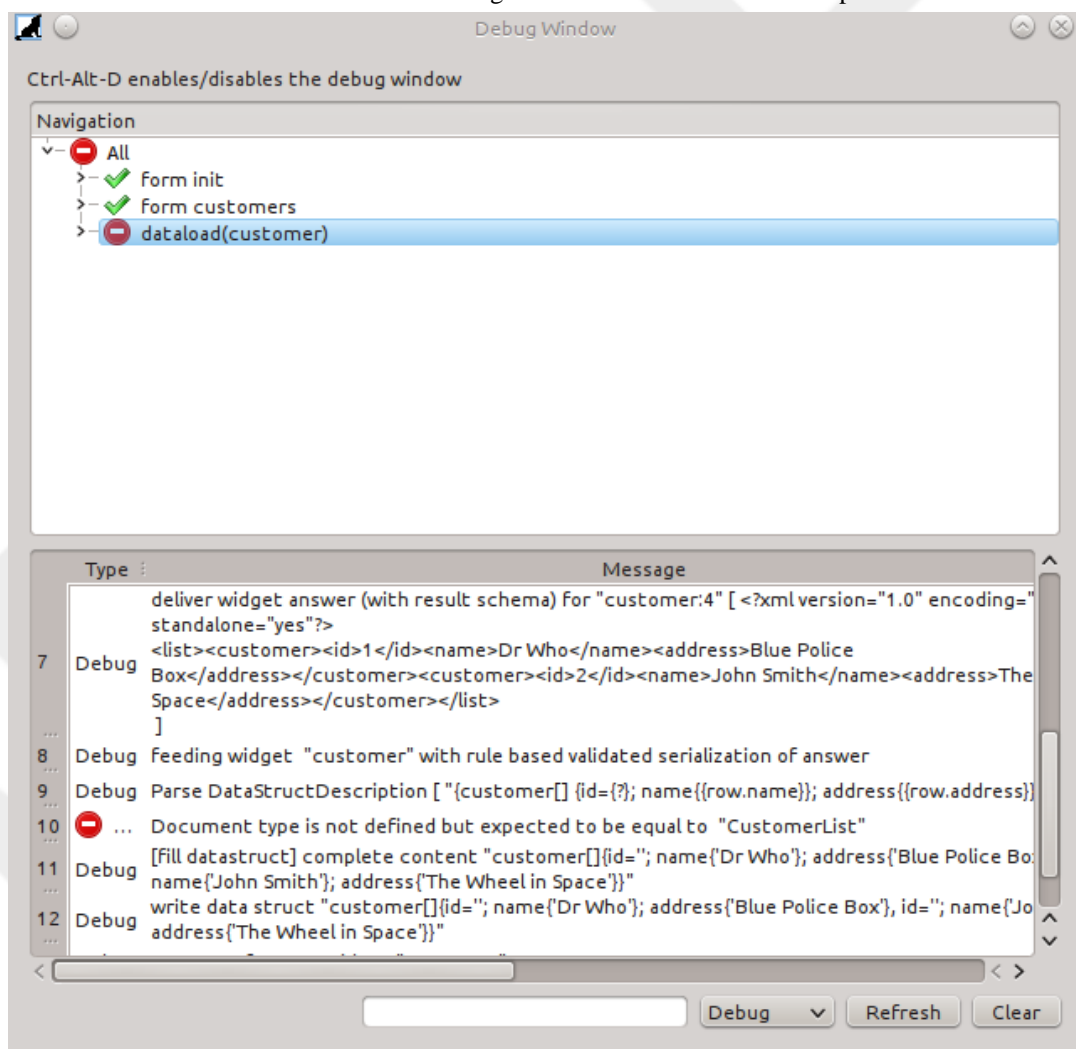 Debug Window
Ctrl-Alt-D enables/disables the debug window
Navigation
All
form init
form customers
dataload(customer)
Type Message
deliver widget answer (with result schema) for "customer:4" [ <?xml version="1.0" encoding="
standalone="yes"?>
<list><customer><id>1</id><name>Dr Who</name><address>Blue Police
7 Debug Box</address></customer><customer><id>2</id><name>John Smith</name><address>The
Space</address></customer></list>
]
8 Debug feeding widget "customer" with rule based validated serialization of answer
9 Debug Parse DataStructDescription [ "{customer[] {id={?}; name{{row.name}}; address{{row.address}}
10 ... Document type is not defined but expected to be equal to "CustomerList"
[fill datastruct] complete content "customer[]{id=''; name{'Dr Who'}; address{'Blue Police Bo
11 Debug name{'John Smith'}; address{'The Wheel in Space'}}"
write data struct "customer[]{id=''; name{'Dr Who'}; address{'Blue Police Box'}, id=''; name{'Jo
12 Debug address{'The Wheel in Space'}}"
Debug Refresh Clear